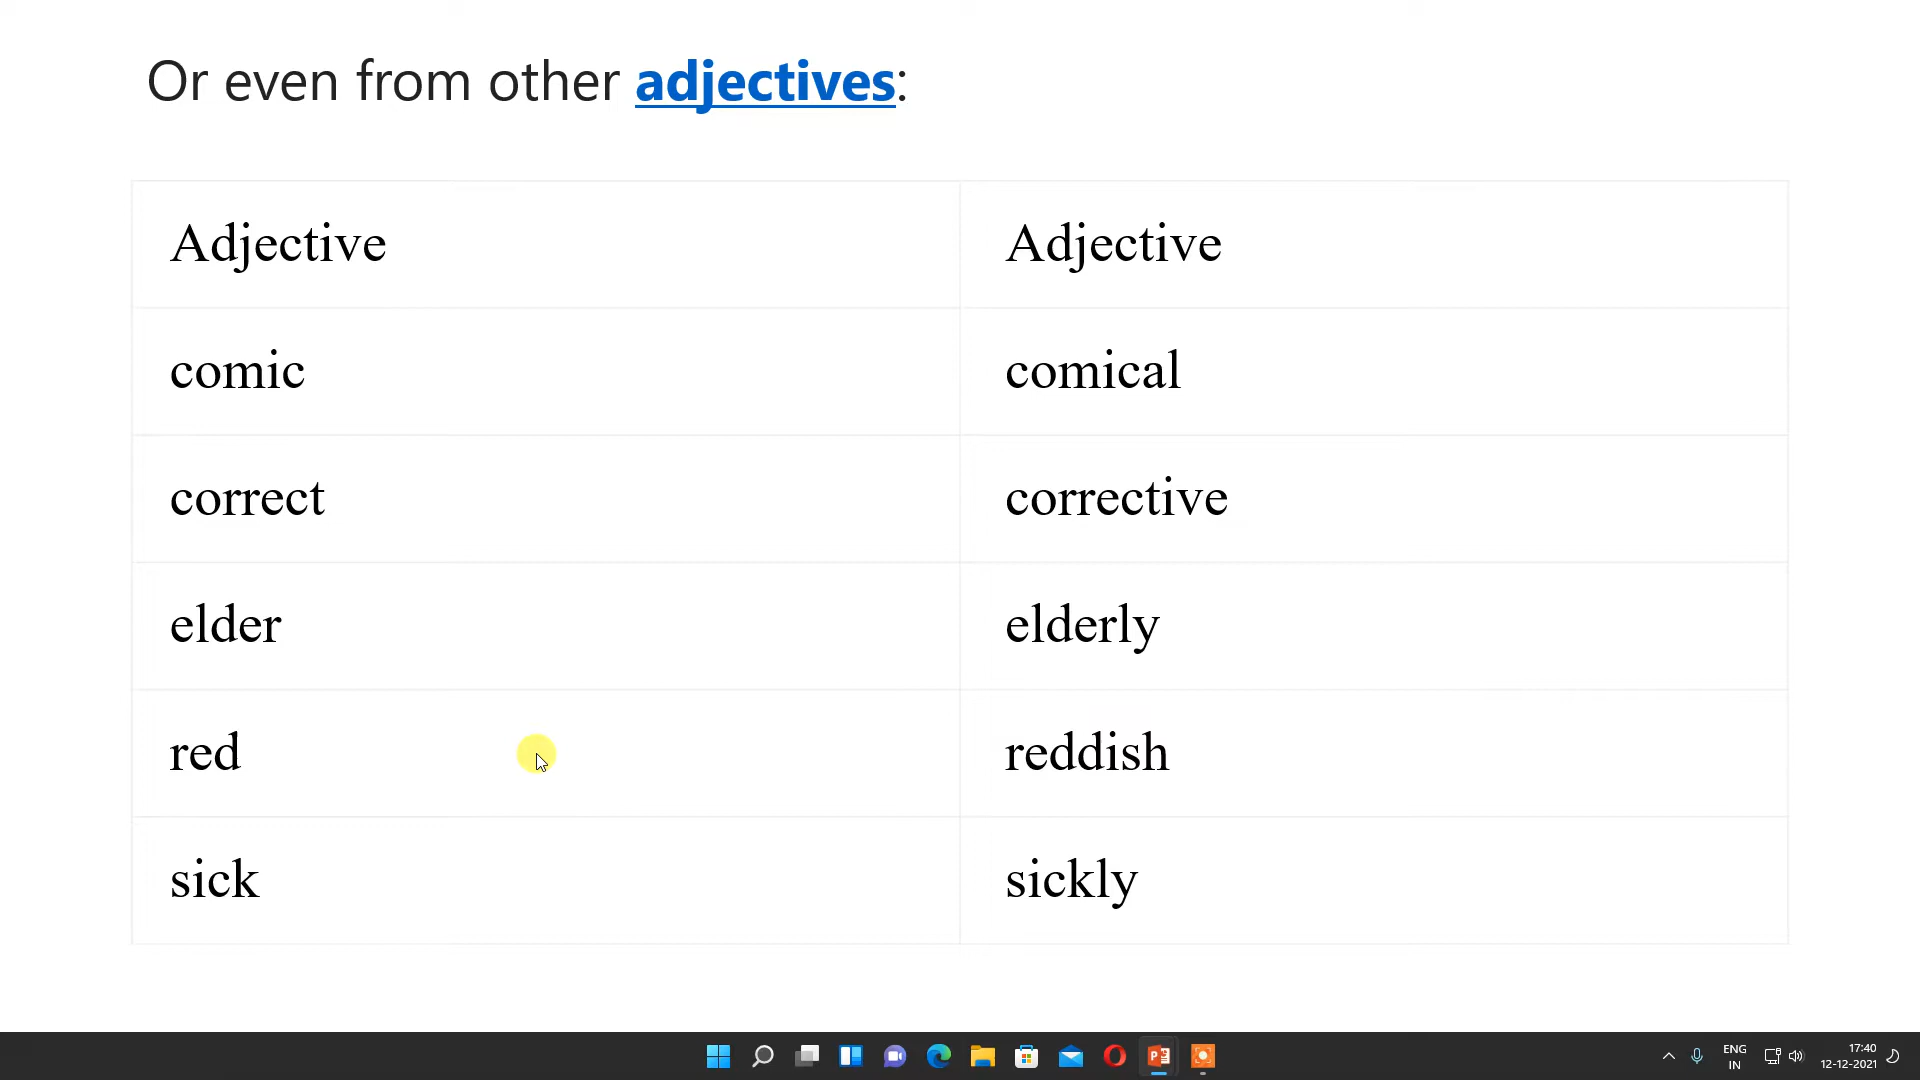 Or even from other adjectives:
Adjective Adjective
comic comical
correct corrective
elder elderly
red reddish
sick sickly
ENG
IN
17:40
12-12-2021